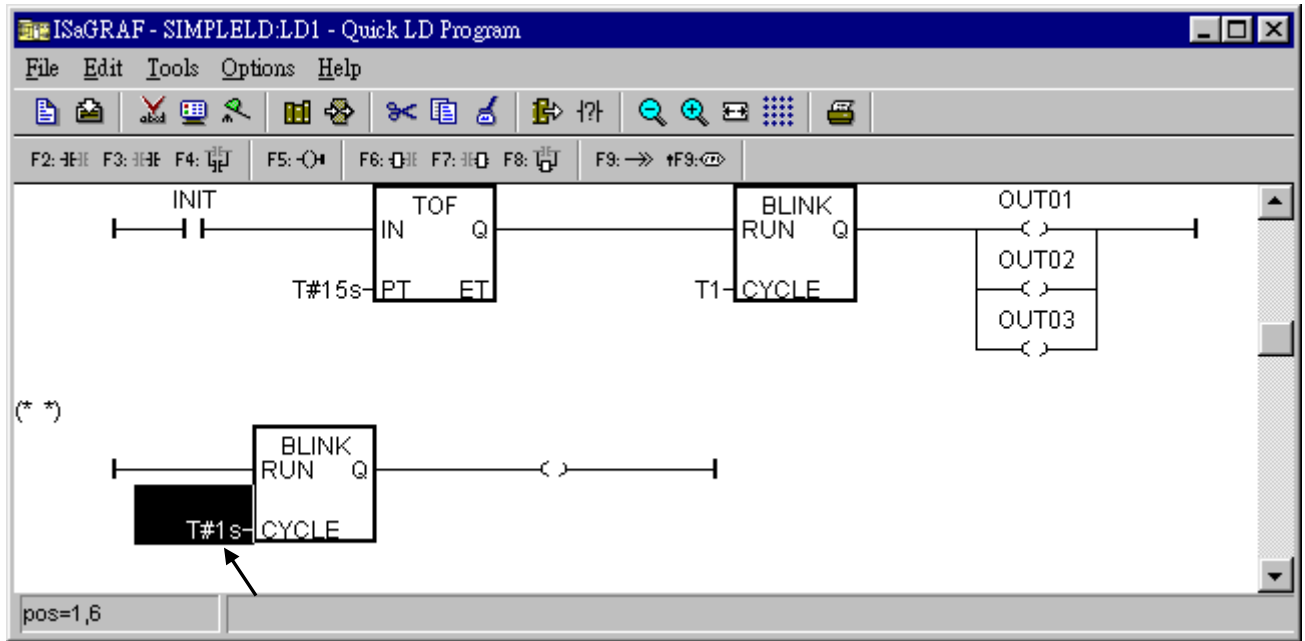 ISaGRAF - SIMPLELD:LD1 - Quick LD Program
File Edit Tools Options Help
F2: F3: F4: F5: F6: F7: F8: F9: F9:
INIT TOF BLINK OUT01
IN Q RUN Q
OUT02
T#15s PT ET T1 CYCLE
OUT03
(* *)
BLINK
RUN Q
T#1s CYCLE
pos=1,6